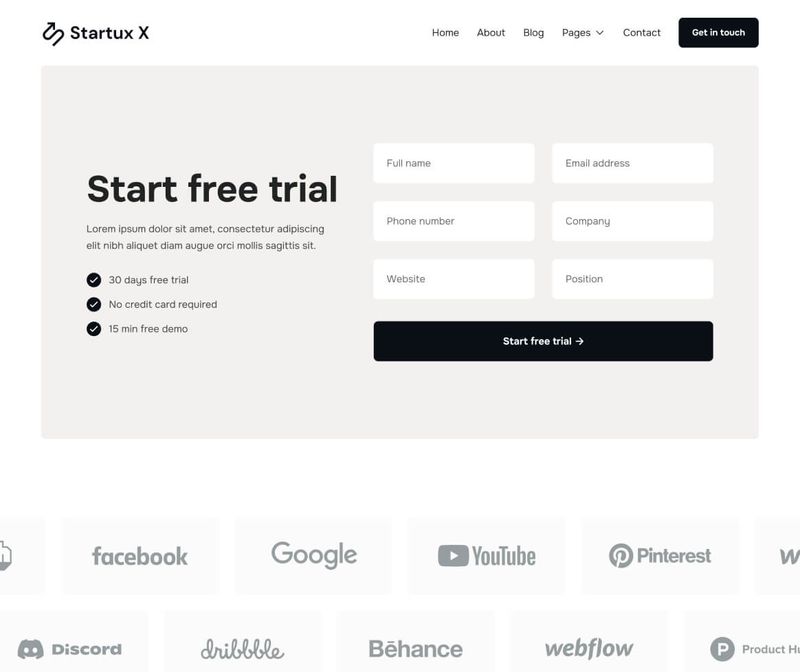 Startux X
Home About Blog Pages Contact Get in touch
Start free trial
Lorem ipsum dolor sit amet, consectetur adipiscing
elit nibh aliquet diam augue orci mollis sagittis sit.
30 days free trial
No credit card required
15 min free demo
Full name Email address
Phone number Company
Website Position
Start free trial →
facebook Google YouTube Pinterest
Discord dribbble Bēhance webflow Product